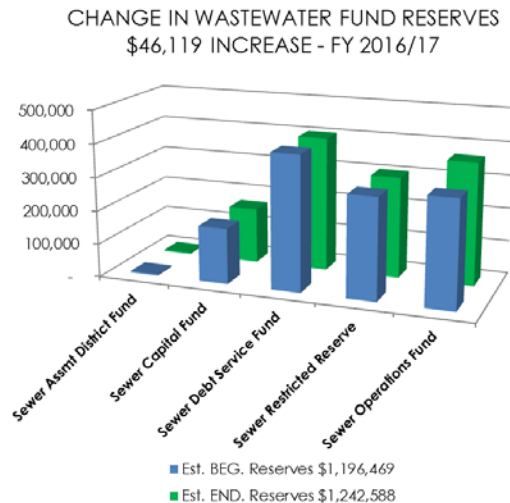 CHANGE IN WASTEWATER FUND RESERVES
$46,119 INCREASE - FY 2016/17
500,000
400,000
300,000
200,000
100,000
-
Sewer Assmt District Fund
Sewer Capital Fund
Sewer Debt Service Fund
Sewer Restricted Reserve
Sewer Operations Fund
Est. BEG. Reserves $1,196,469
Est. END. Reserves $1,242,588